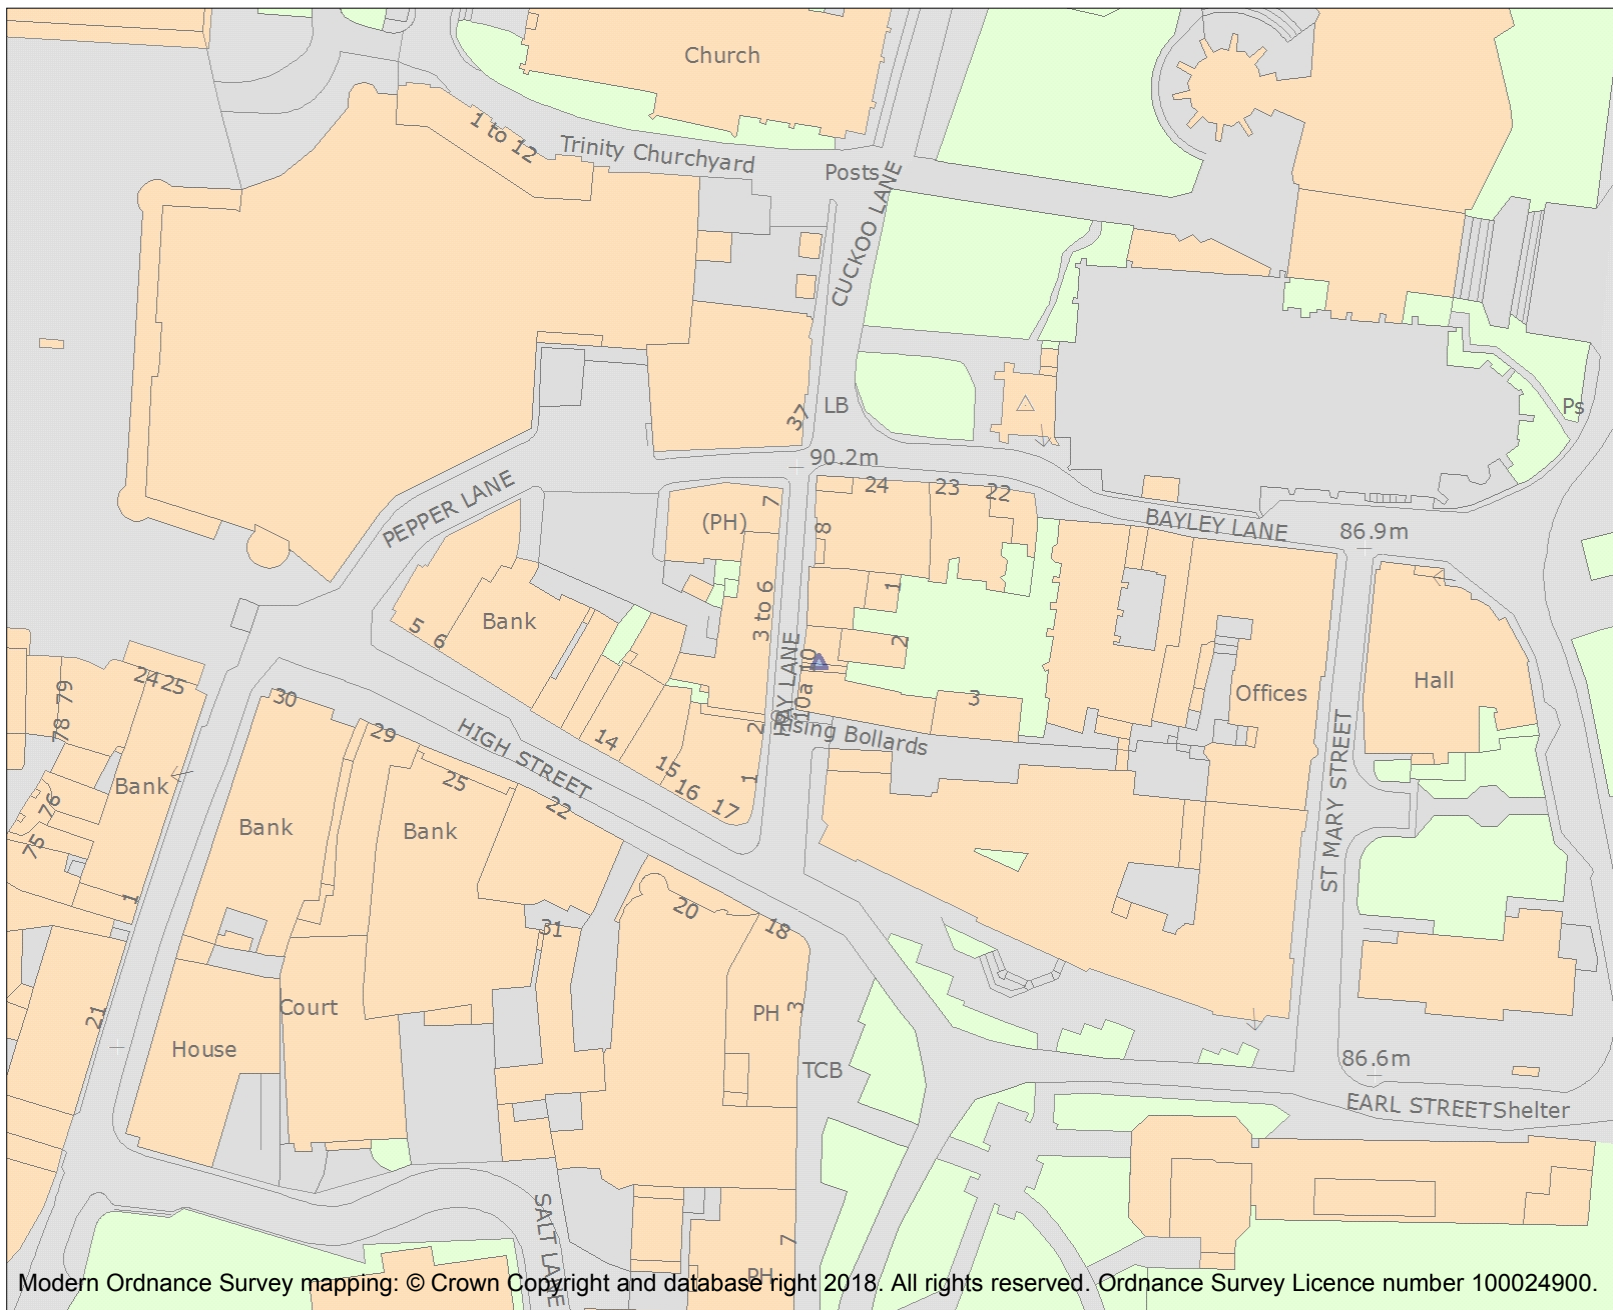 Church
1 to 12
Trinity Churchyard
Posts
CUCKOO LANE
37
LB
Ps
90.2m
PEPPER LANE
24
23
22
(PH)
7
8
BAYLEY LANE
86.9m
1
3 to 6
Bank
5
6
2
HAY LANE
10
10a
3
Offices
Hall
24
25
79
78
30
29
HIGH STREET
14
2
Rising Bollards
1
15
16
17
25
22
Bank
76
75
Bank
Bank
ST MARY STREET
1
31
20
18
21
Court
House
PH
3
TCB
86.6m
EARL STREET
Shelter
SALT LANE
7
PH
Modern Ordnance Survey mapping: © Crown Copyright and database right 2018. All rights reserved. Ordnance Survey Licence number 100024900.